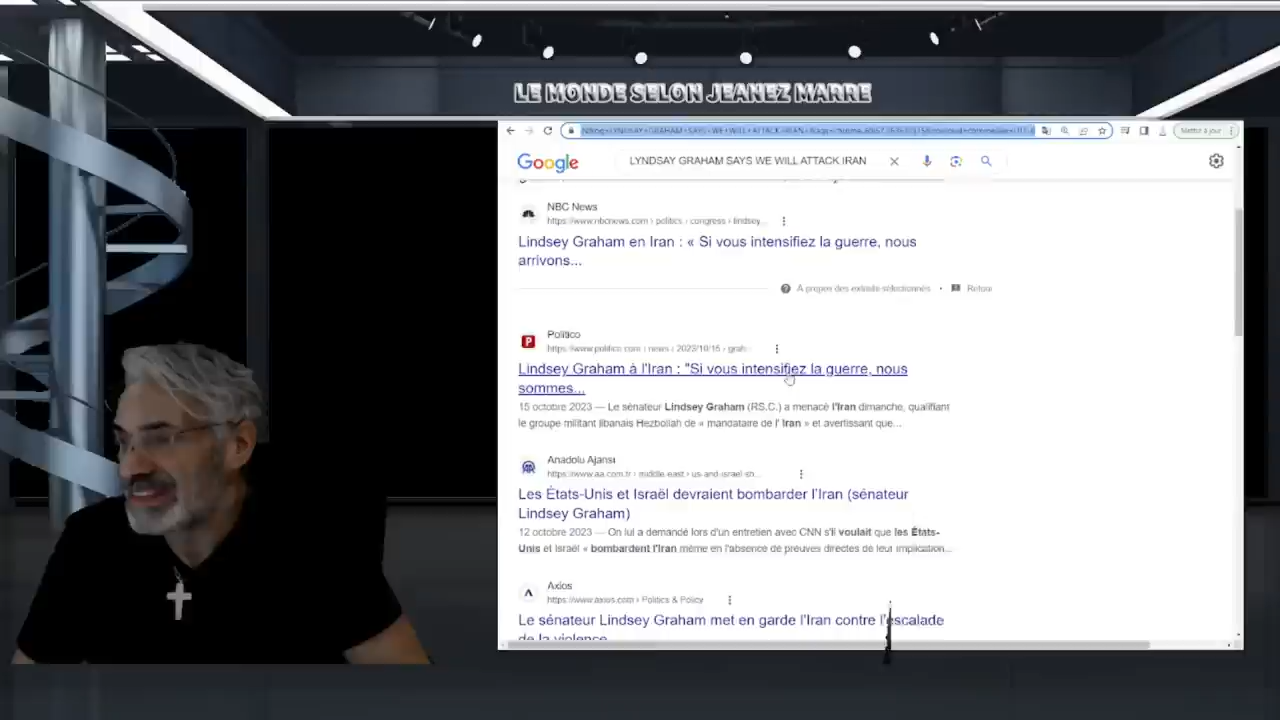 LE MONDE SELON JEANEZ MARRE
Mettre à jour
Google
LYNDSAY GRAHAM SAYS WE WILL ATTACK IRAN
NBC News
https://www.nbcnews.com › politics › congress › lindsey...
Lindsey Graham en Iran : « Si vous intensifiez la guerre, nous
arrivons...
À propos des extraits sélectionnés • Retour
Politico
https://www.politico.com › news › 2023/10/15 › grah...
Lindsey Graham à l'Iran : "Si vous intensifiez la guerre, nous
sommes...
15 octobre 2023 — Le sénateur Lindsey Graham (RS.C.) a menacé l'Iran dimanche, qualifiant
le groupe militant libanais Hezbollah de « mandataire de l' Iran » et avertissant que...
Anadolu Ajansı
https://www.aa.com.tr › middle-east › us-and-israel-sh...
Les États-Unis et Israël devraient bombarder l'Iran (sénateur
Lindsey Graham)
12 octobre 2023 — On lui a demandé lors d'un entretien avec CNN s'il voulait que les États-
Unis et Israël « bombardent l'Iran même en l'absence de preuves directes de leur implication...
Axios
https://www.axios.com › Politics & Policy
Le sénateur Lindsey Graham met en garde l'Iran contre l'escalade
de la violence